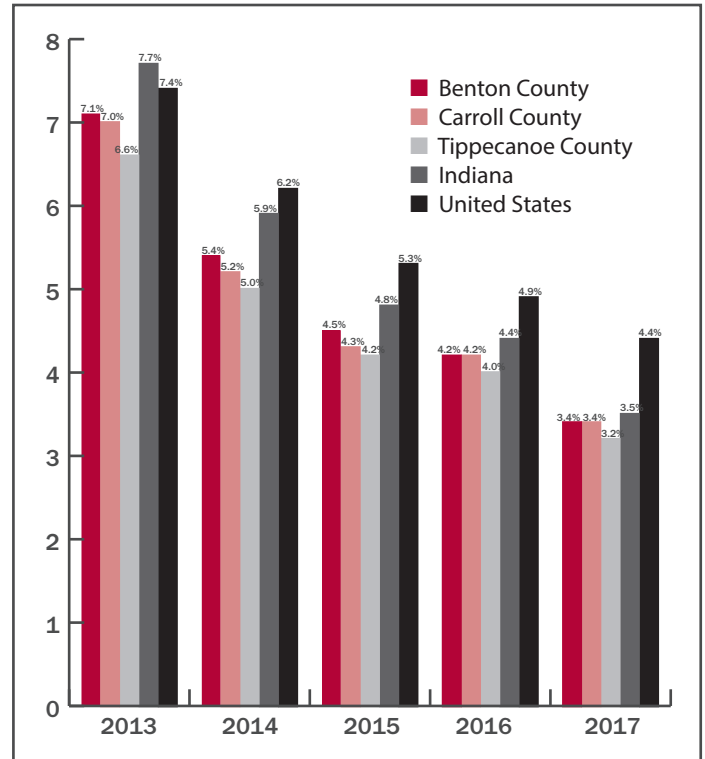 8
7
6
5
4
3
2
1
0
Benton County
Carroll County
Tippecanoe County
Indiana
United States
7.1% 7.0% 6.6% 7.7% 7.4%
5.4% 5.2% 5.0% 5.9% 6.2%
4.5% 4.3% 4.2% 4.8% 5.3%
4.2% 4.2% 4.0% 4.4% 4.9%
3.4% 3.4% 3.2% 3.5% 4.4%
2013 2014 2015 2016 2017